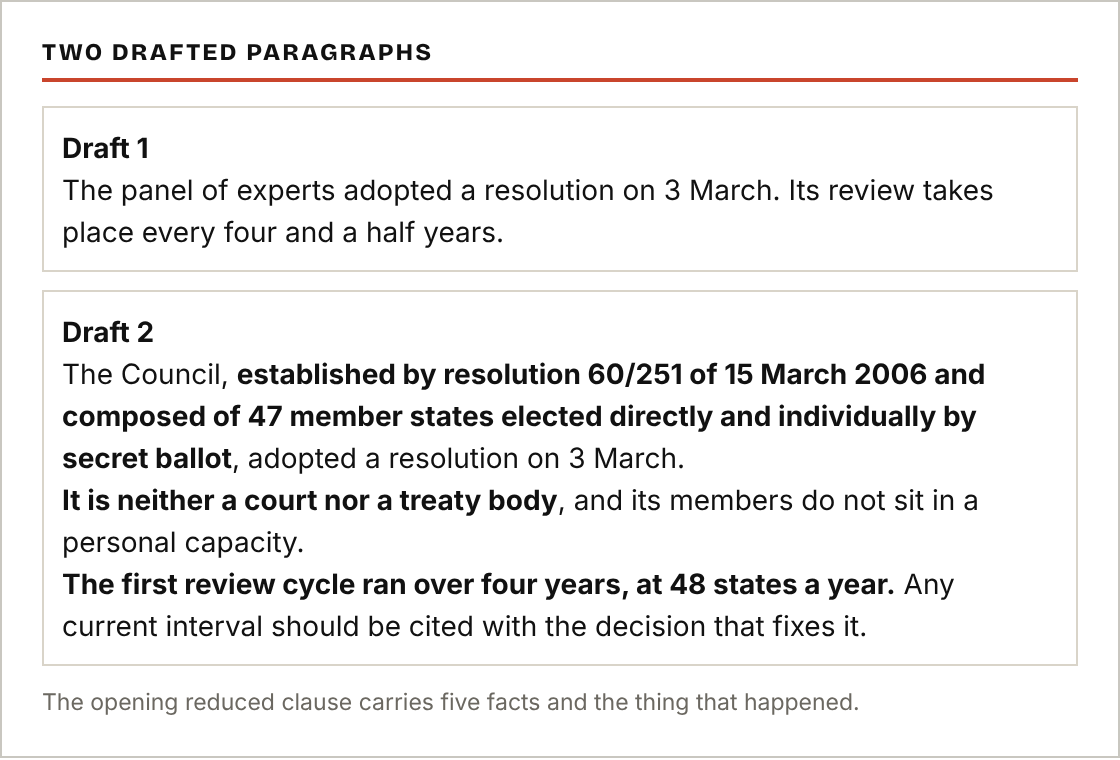 TWO DRAFTED PARAGRAPHS
Draft 1
The panel of experts adopted a resolution on 3 March. Its review takes
place every four and a half years.
Draft 2
The Council, established by resolution 60/251 of 15 March 2006 and
composed of 47 member states elected directly and individually by
secret ballot, adopted a resolution on 3 March.
It is neither a court nor a treaty body, and its members do not sit in a
personal capacity.
The first review cycle ran over four years, at 48 states a year. Any
current interval should be cited with the decision that fixes it.
The opening reduced clause carries five facts and the thing that happened.